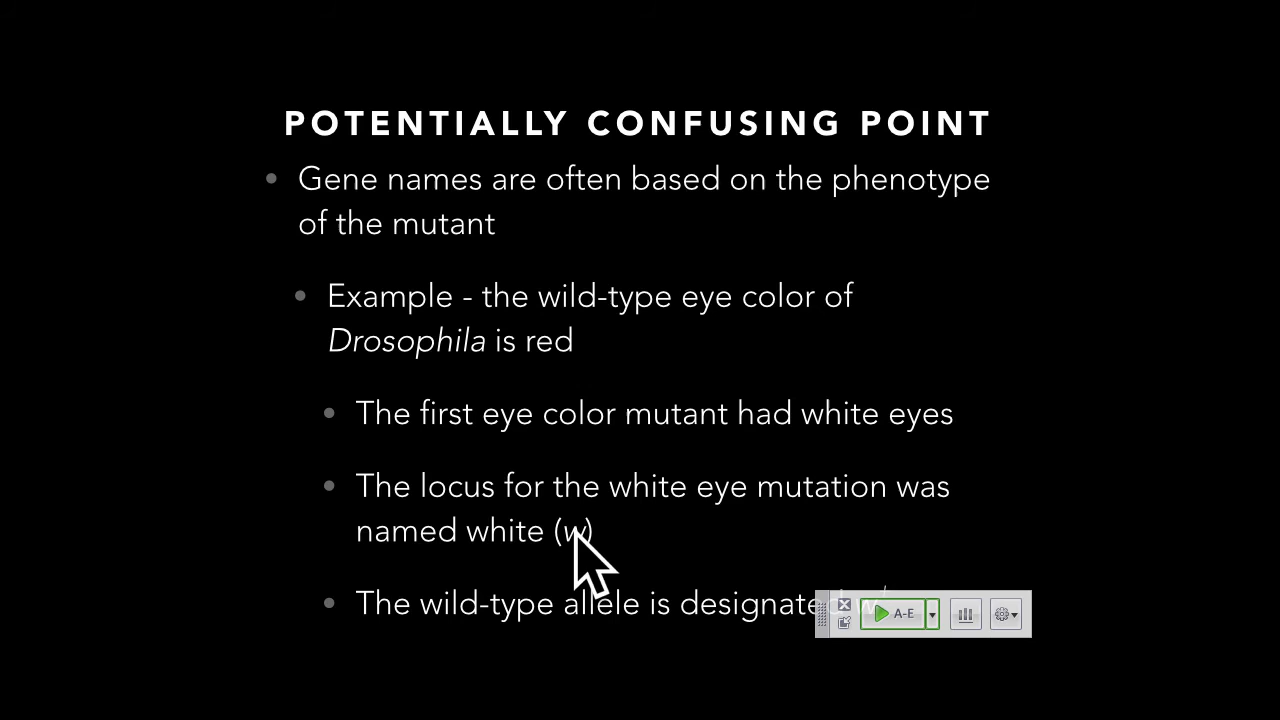 POTENTIALLY CONFUSING POINT
• Gene names are often based on the phenotype
of the mutant
• Example - the wild-type eye color of
Drosophila is red
• The first eye color mutant had white eyes
• The locus for the white eye mutation was
named white (w)
• The wild-type allele is designated w
A-E